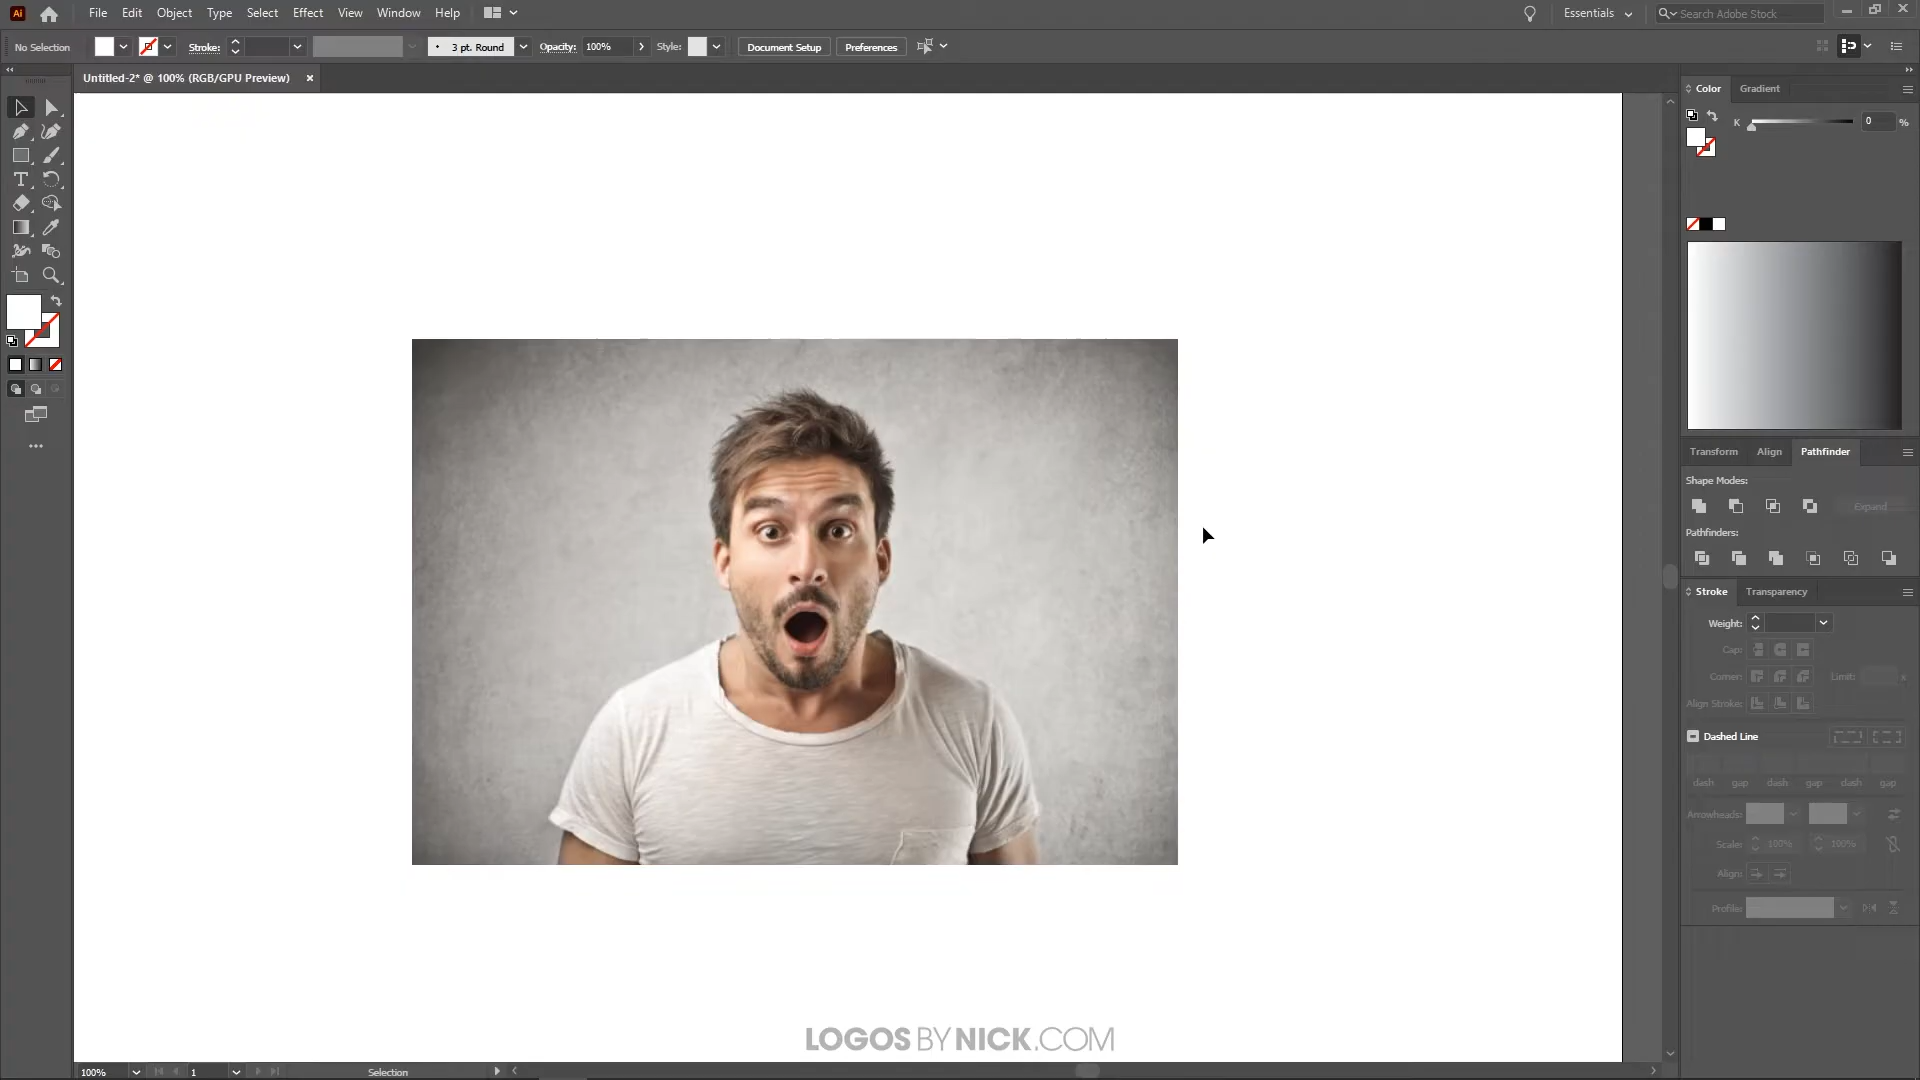 Ai File Edit Object Type Select Effect View Window Help Essentials Search Adobe Stock
No Selection Stroke: 3 pt. Round Opacity: 100% Style: Document Setup Preferences
Untitled-2* @ 100% (RGB/GPU Preview)
Color Gradient
K 0 %
Transform Align Pathfinder
Shape Modes:
Expand
Pathfinders:
Stroke Transparency
Weight:
Cap:
Corner: Limit: x
Align Stroke:
Dashed Line
dash gap dash gap dash gap
Arrowheads:
Scale: 100% 100%
Align:
Profile:
LOGOS BY NICK.COM
100% 1 Selection